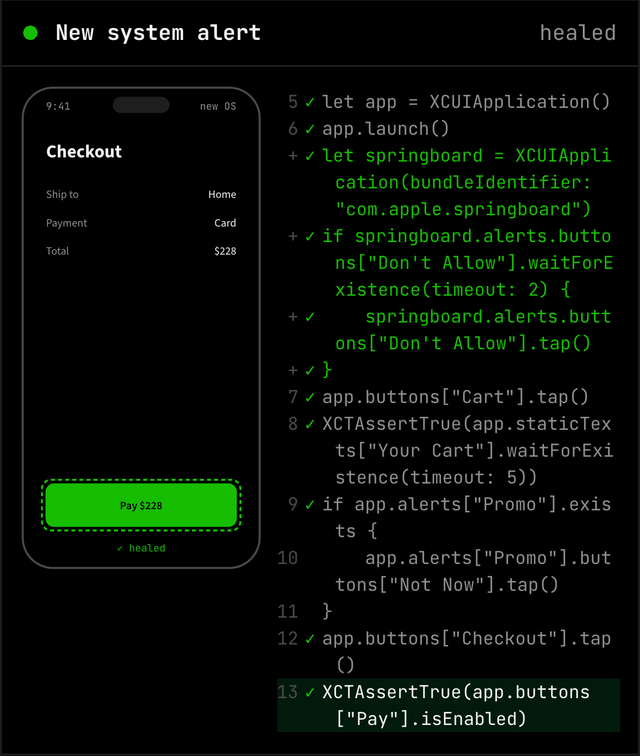 New system alert
healed
9:41
new OS
Checkout
Ship to
Home
Payment
Card
Total
$228
Pay $228
✓ healed
5 ✓ let app = XCUIApplication()
6 ✓ app.launch()
+ ✓ let springboard = XCUIAppli
cation(bundleIdentifier:
"com.apple.springboard")
+ ✓ if springboard.alerts.butto
ns["Don't Allow"].waitForE
xistence(timeout: 2) {
+ ✓     springboard.alerts.butt
ons["Don't Allow"].tap()
+ ✓ }
7 ✓ app.buttons["Cart"].tap()
8 ✓ XCTAssertTrue(app.staticTex
ts["Your Cart"].waitForExi
stence(timeout: 5))
9 ✓ if app.alerts["Promo"].exis
ts {
10     app.alerts["Promo"].but
tons["Not Now"].tap()
11 }
12 ✓ app.buttons["Checkout"].tap
()
13 ✓ XCTAssertTrue(app.buttons
["Pay"].isEnabled)